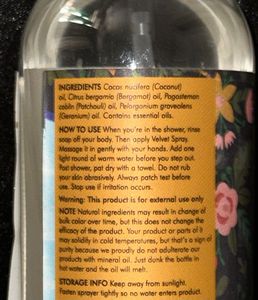 INGREDIENTS Cocos nucifera (Coconut)
oil, Citrus bergamia (Bergamot) oil, Pogostemon
cablin (Patchouli) oil, Pelargonium graveolens
(Geranium) oil. Contains essential oils.
HOW TO USE When you're in the shower, rinse
soap off your body. Then apply Velvet Spray.
Massage it gently with your hands. Add one
light round of warm water before you step out.
Post shower, pat dry with a towel. Do not rub
your skin abrasively. Always patch test before
use. Stop use if irritation occurs.
Warning: This product is for external use only
NOTE Natural ingredients may result in change of
bulk color over time, but this does not change the
efficacy of the product. Your product or parts of it
may solidify in cold temperatures, but that's a sign of
purity because we proudly do not adulterate our
products with mineral oil. Just dunk the bottle in
hot water and the oil will melt.
STORAGE INFO Keep away from sunlight.
Fasten sprayer tightly so no water enters product.